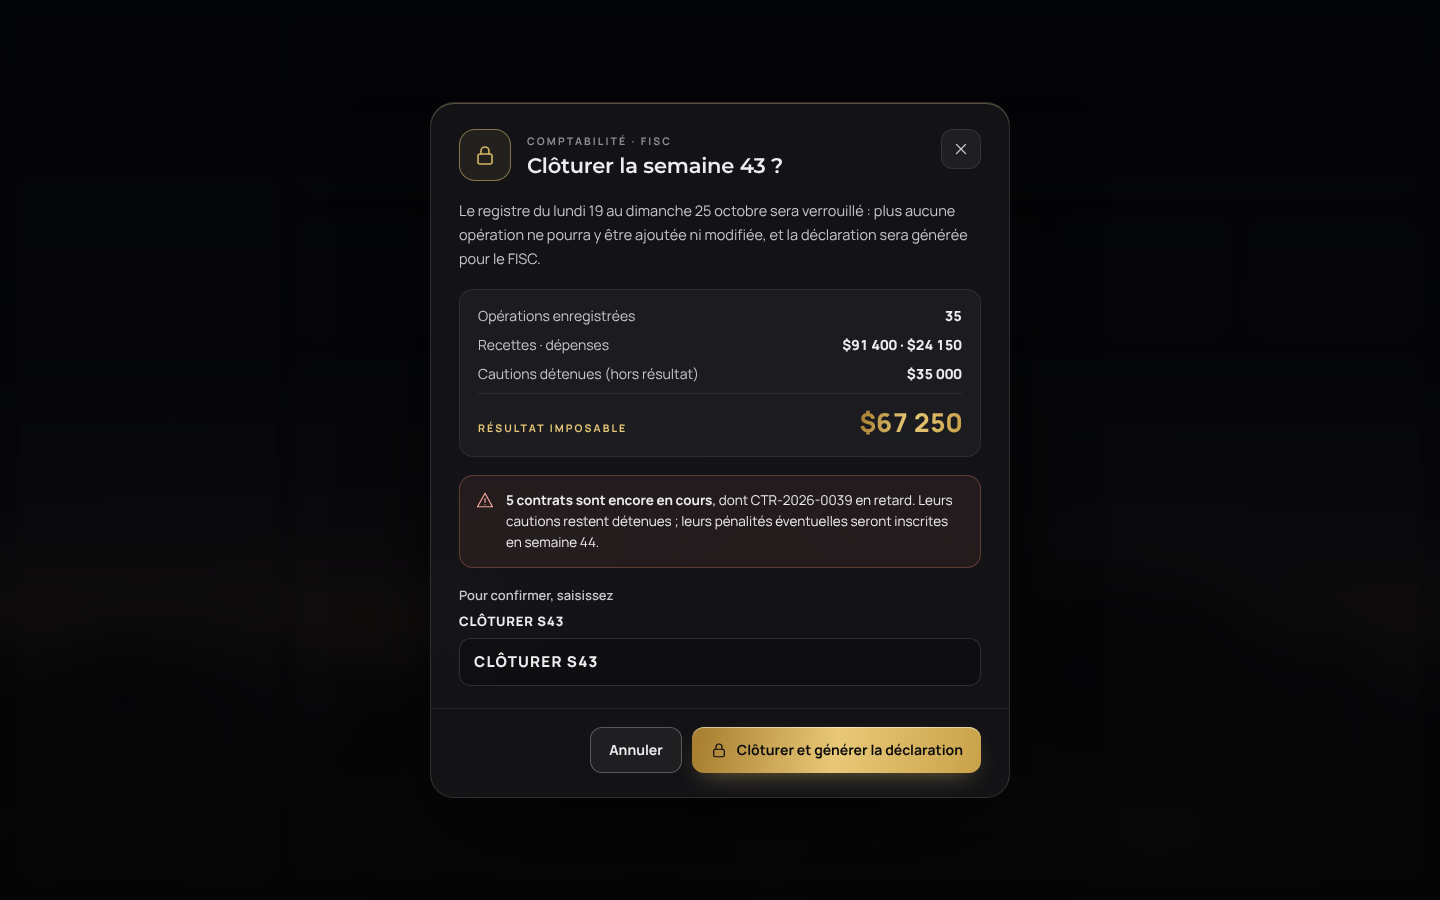 COMPTABILITÉ · FISC
Clôturer la semaine 43 ?
Le registre du lundi 19 au dimanche 25 octobre sera verrouillé : plus aucune
opération ne pourra y être ajoutée ni modifiée, et la déclaration sera générée
pour le FISC.
Opérations enregistrées 35
Recettes · dépenses $91 400 · $24 150
Cautions détenues (hors résultat) $35 000
RÉSULTAT IMPOSABLE $67 250
5 contrats sont encore en cours, dont CTR-2026-0039 en retard. Leurs
cautions restent détenues ; leurs pénalités éventuelles seront inscrites
en semaine 44.
Pour confirmer, saisissez
CLÔTURER S43
CLÔTURER S43
Annuler Clôturer et générer la déclaration